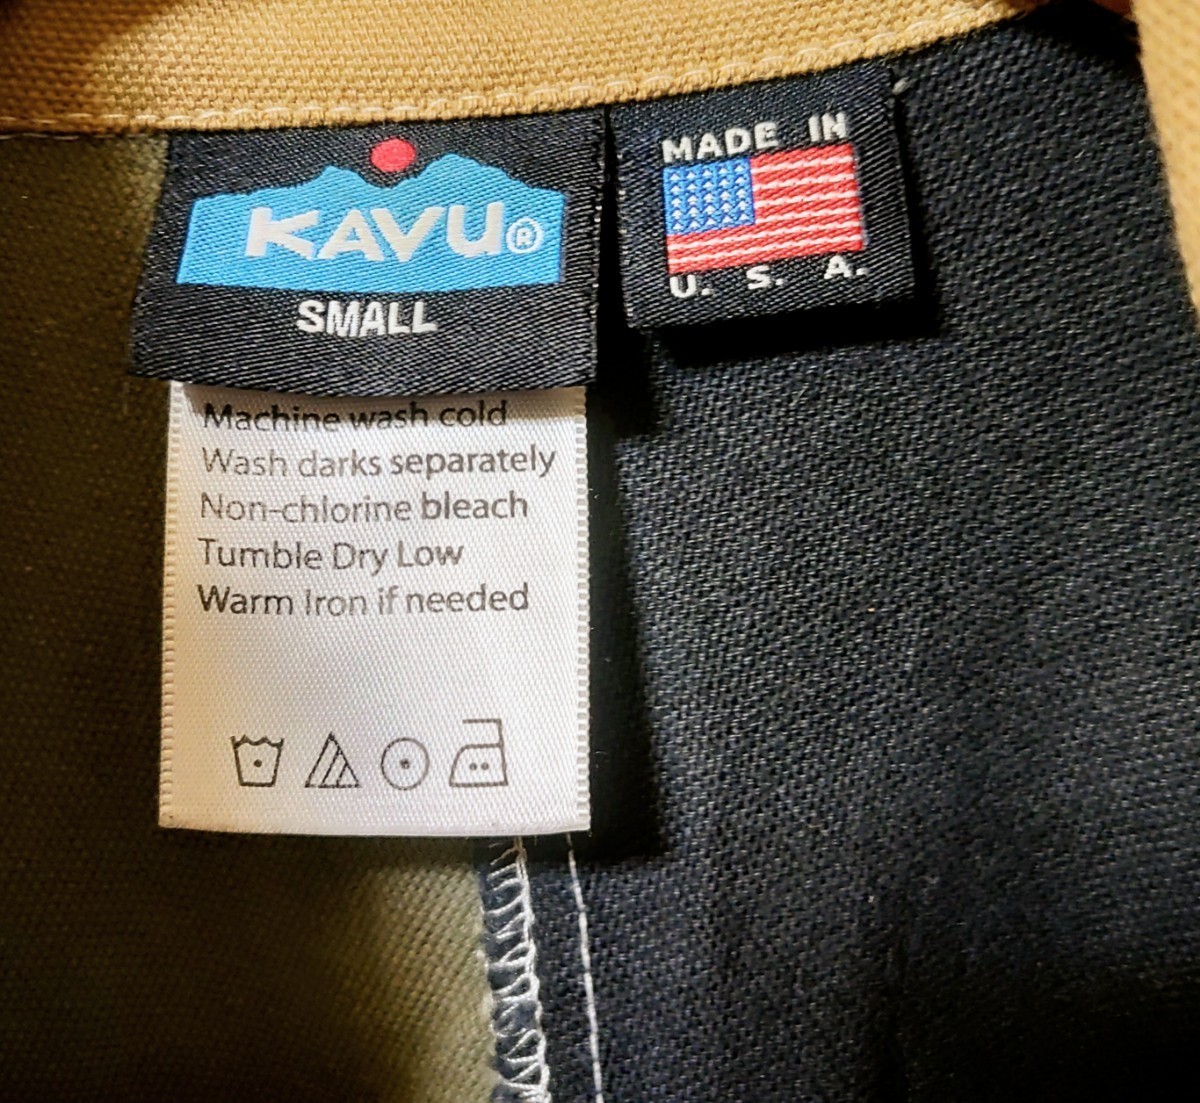 KAVU®
SMALL
MADE IN
U. S. A.
Machine wash cold
Wash darks separately
Non-chlorine bleach
Tumble Dry Low
Warm Iron if needed